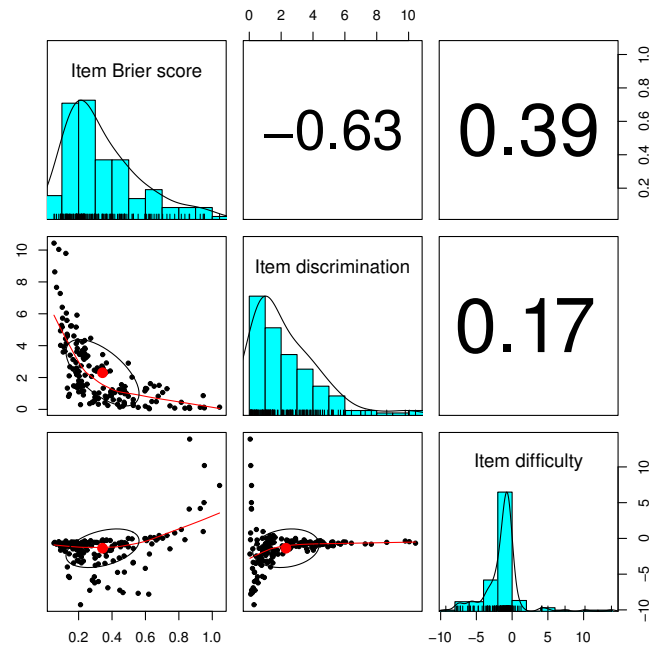 0 2 4 6 8 10
Item Brier score
−0.63
0.39
0.2 0.4 0.6 0.8 1.0
0 2 4 6 8 10
Item discrimination
0.17
Item difficulty
−10 −5 0 5 10
0.2 0.4 0.6 0.8 1.0
−10 −5 0 5 10